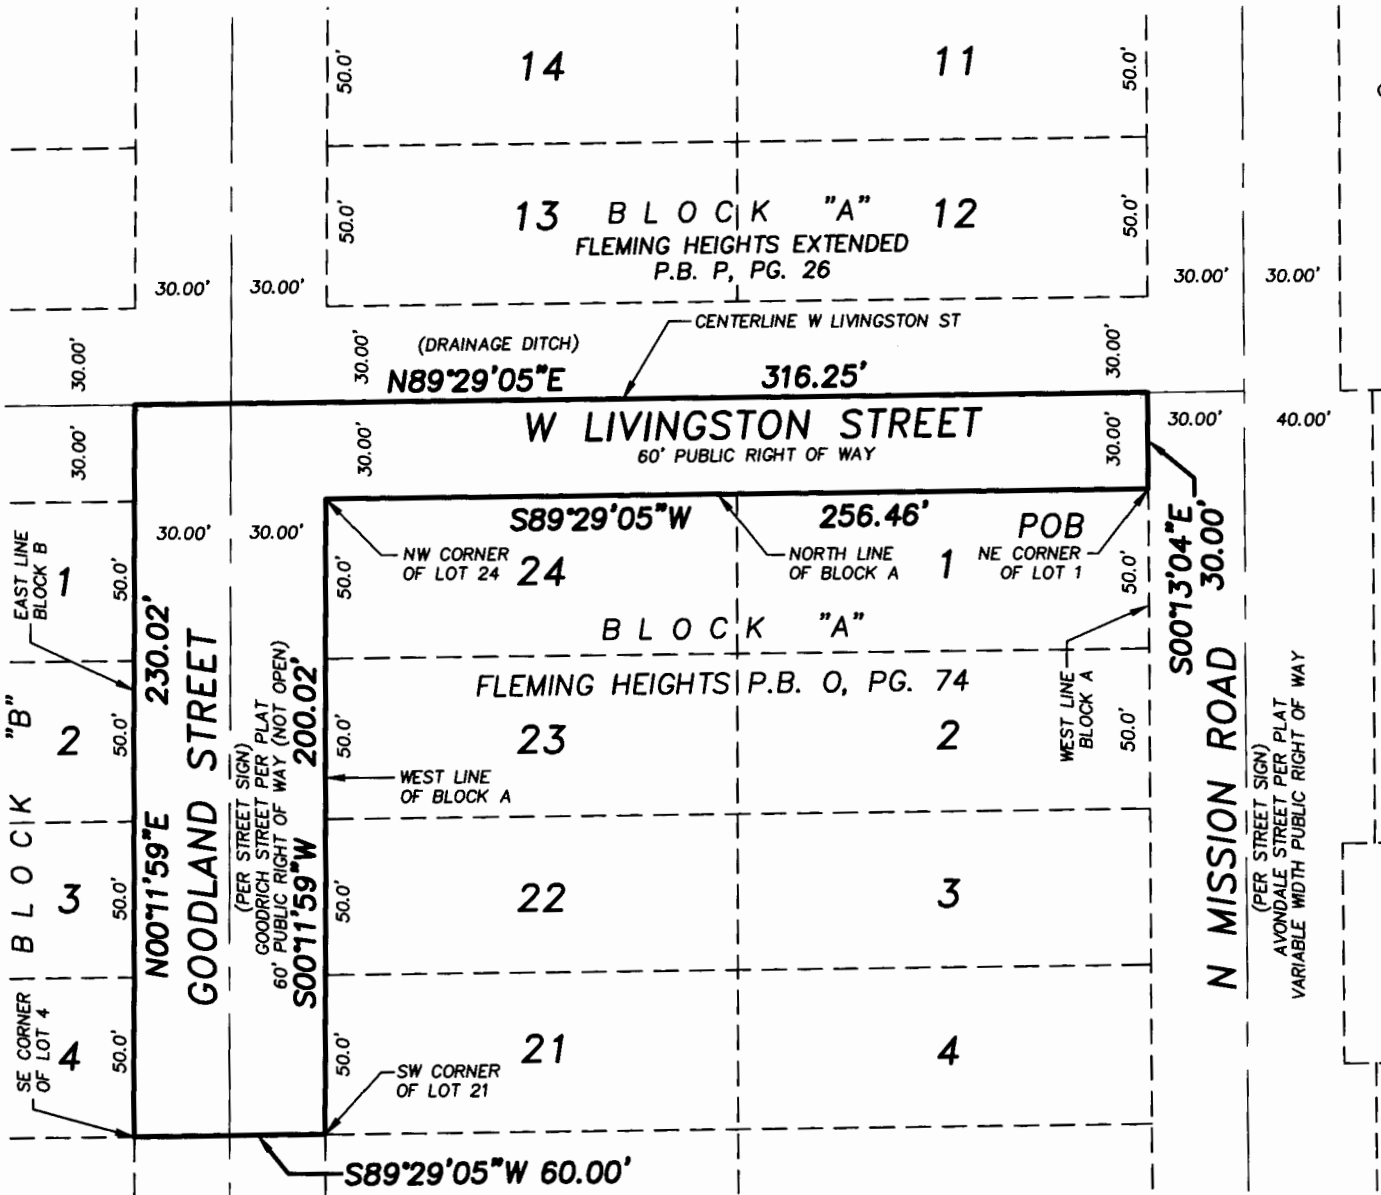 14
11
50.0'
50.0'
13
BLOCK "A"
12
50.0'
50.0'
FLEMING HEIGHTS EXTENDED
P.B. P, PG. 26
30.00'
30.00'
30.00'
30.00'
CENTERLINE W LIVINGSTON ST
(DRAINAGE DITCH)
30.00'
30.00'
30.00'
N89°29'05"E
316.25'
W LIVINGSTON STREET
60' PUBLIC RIGHT OF WAY
30.00'
30.00'
30.00'
30.00'
40.00'
S89°29'05"W
256.46'
POB
NE CORNER
OF LOT 1
S00°13'04"E
30.00'
30.00'
30.00'
NW CORNER
OF LOT 24
24
NORTH LINE
OF BLOCK A
1
50.0'
50.0'
EAST LINE
BLOCK B
1
50.0'
BLOCK "A"
FLEMING HEIGHTS P.B. O, PG. 74
WEST LINE
BLOCK A
BLOCK "B"
2
50.0'
230.02'
N00°11'59"E
GOODLAND STREET
(PER STREET SIGN)
GOODRICH STREET PER PLAT
60' PUBLIC RIGHT OF WAY (NOT OPEN)
200.02'
S00°11'59"W
50.0'
23
2
50.0'
WEST LINE
OF BLOCK A
N MISSION ROAD
(PER STREET SIGN)
AVONDALE STREET PER PLAT
VARIABLE WIDTH PUBLIC RIGHT OF WAY
3
50.0'
50.0'
22
3
SE CORNER
OF LOT 4
4
50.0'
50.0'
21
4
SW CORNER
OF LOT 21
S89°29'05"W 60.00'